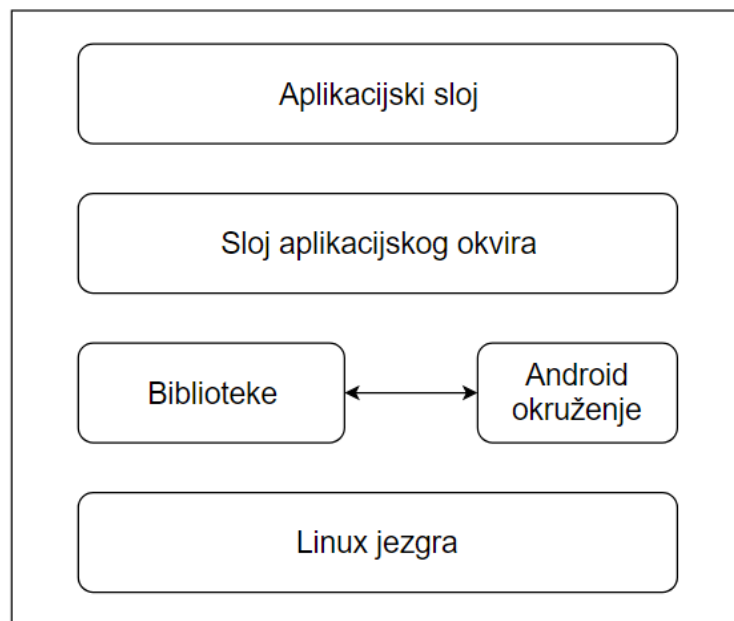 Aplikacijski sloj
Sloj aplikacijskog okvira
Biblioteke
Android
okruženje
Linux jezgra